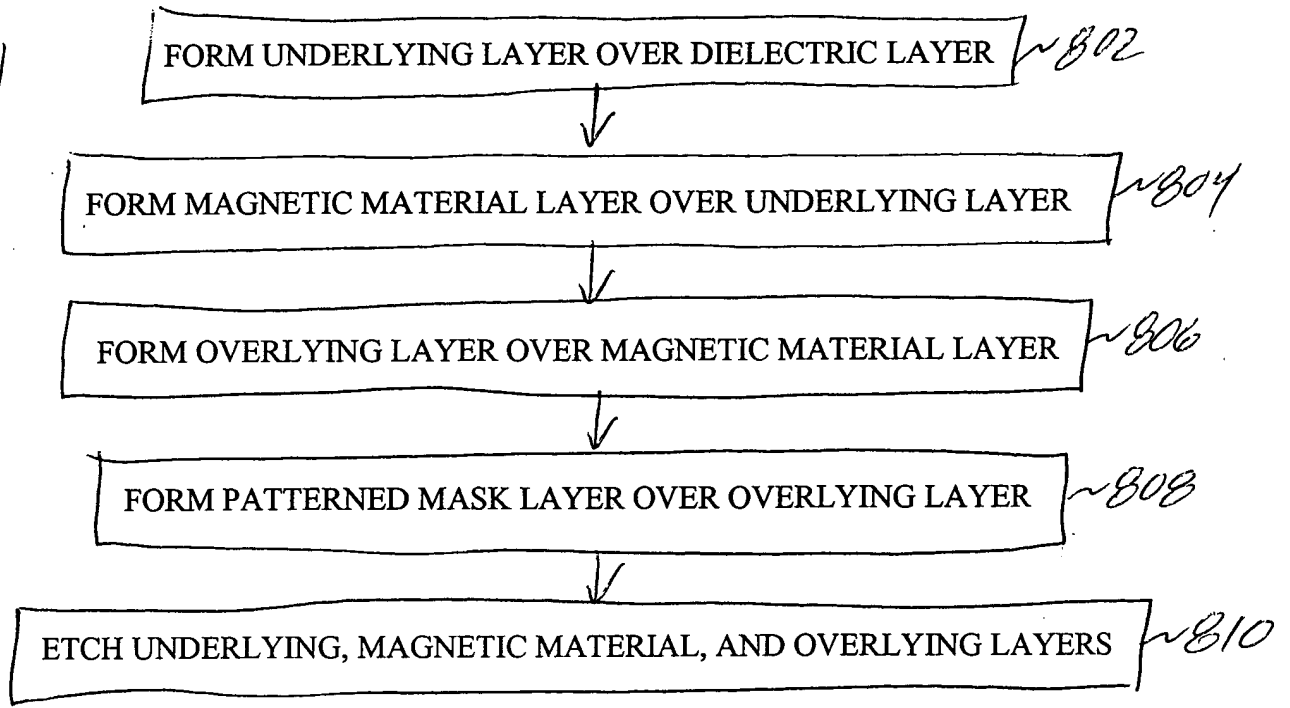 FORM UNDERLYING LAYER OVER DIELECTRIC LAYER 802
FORM MAGNETIC MATERIAL LAYER OVER UNDERLYING LAYER 804
FORM OVERLYING LAYER OVER MAGNETIC MATERIAL LAYER 806
FORM PATTERNED MASK LAYER OVER OVERLYING LAYER 808
ETCH UNDERLYING, MAGNETIC MATERIAL, AND OVERLYING LAYERS 810